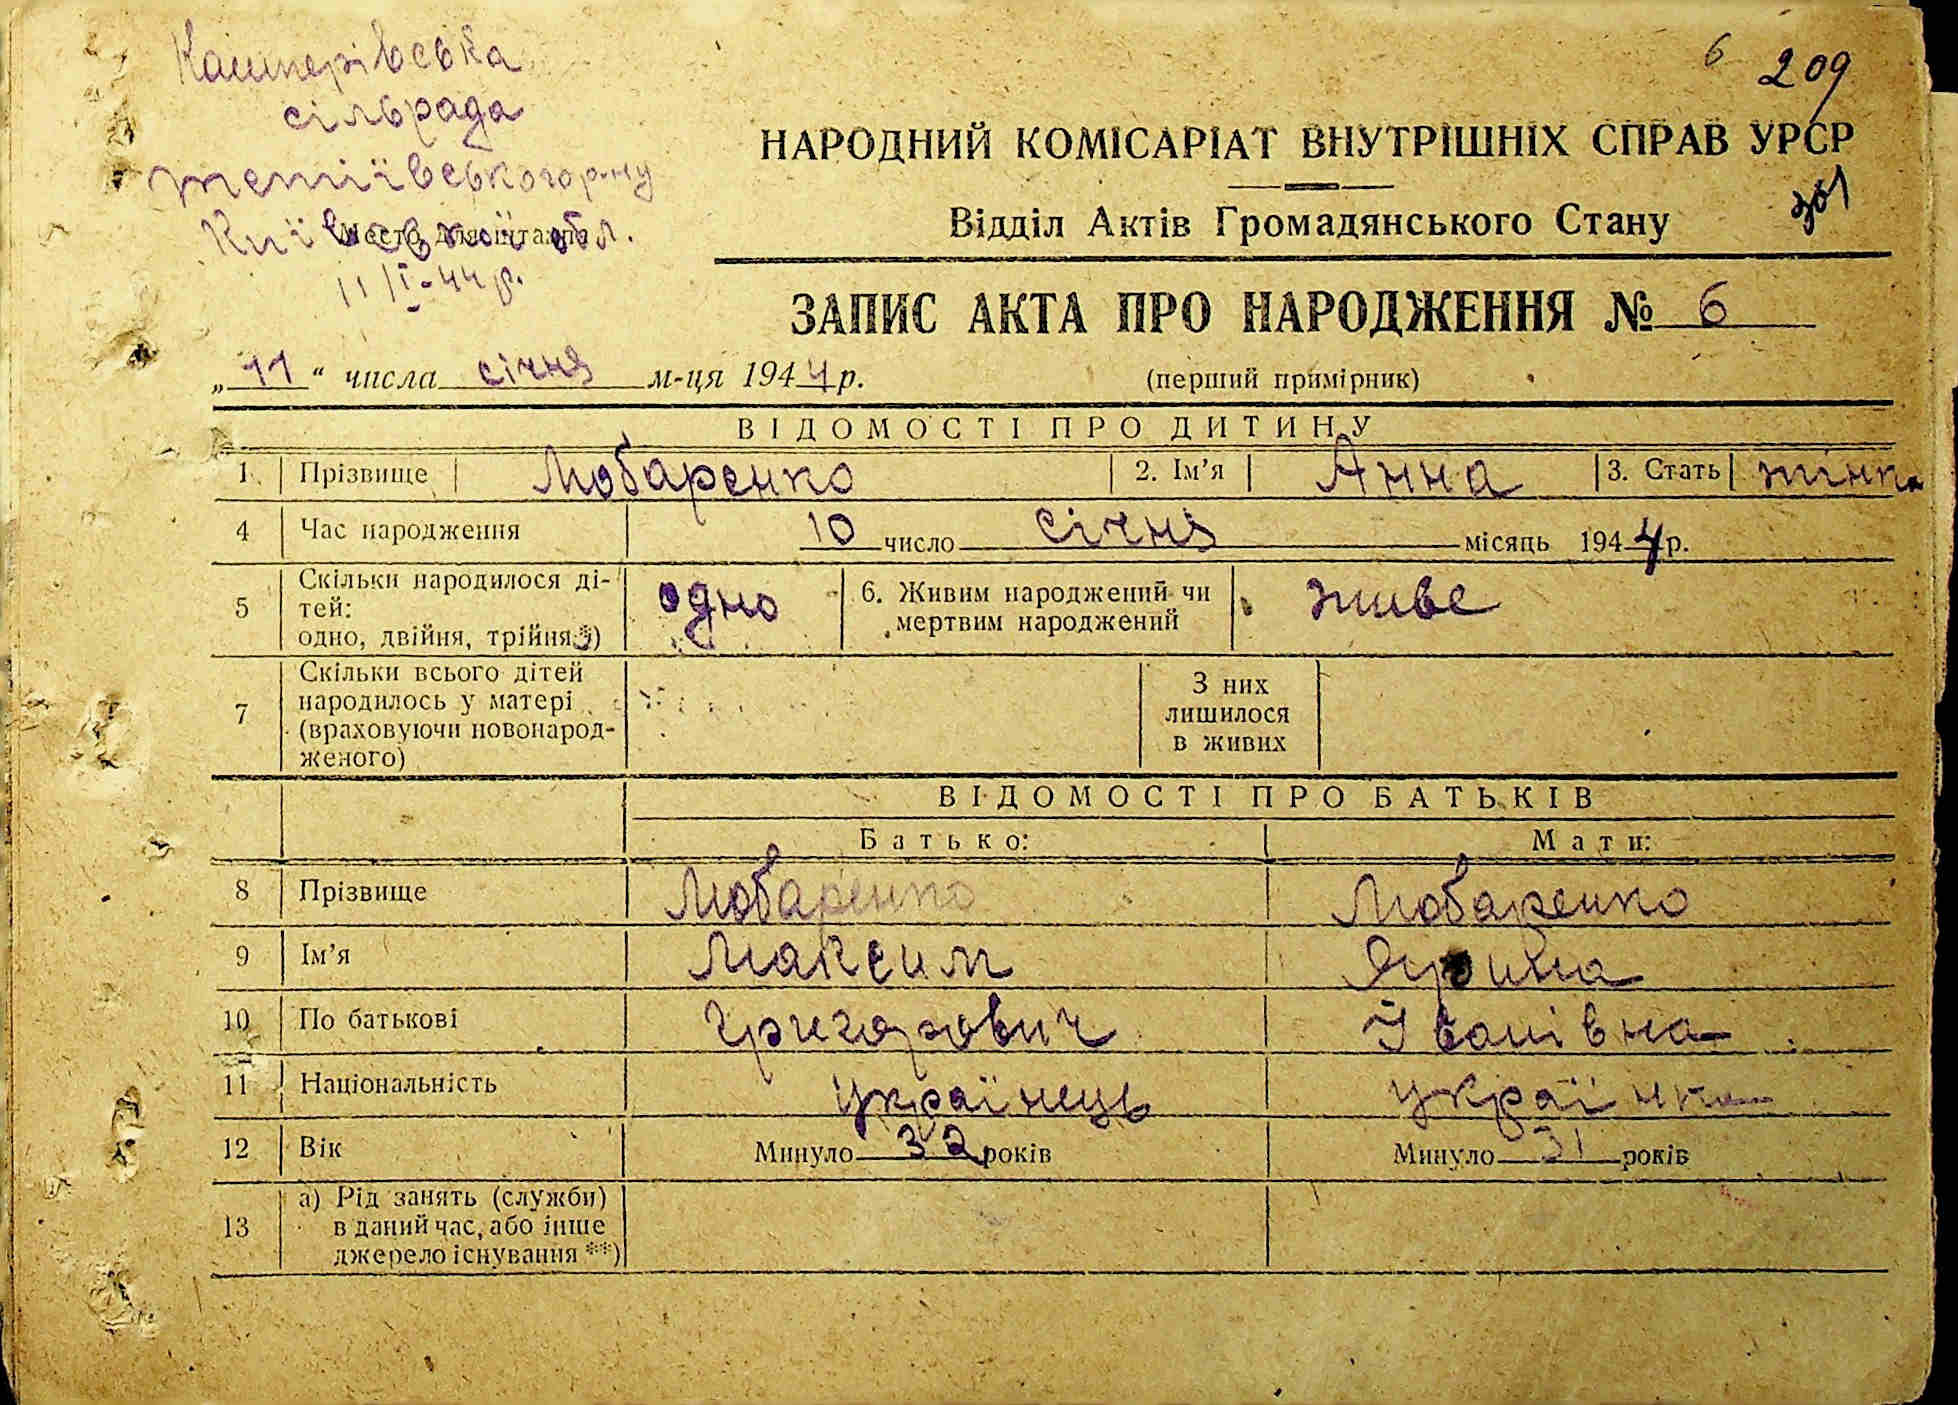 Кашперівська
сільрада
Тетіївського р-ну
Київської обл.
11/I-44 р.
6 209
НАРОДНИЙ КОМІСАРІАТ ВНУТРІШНІХ СПРАВ УРСР
Відділ Актів Громадянського Стану
ЗАПИС АКТА ПРО НАРОДЖЕННЯ № 6
„11“ числа січня м-ця 1944 р. (перший примірник)
ВІДОМОСТІ ПРО ДИТИНУ
1 Прізвище Любаренко 2. Ім'я Анна 3. Стать жінк.
4 Час народження 10 число січня місяць 1944 р.
5 Скільки народилося ді-
тей:
одно, двійня, трійня*) одно 6. Живим народжений чи
мертвим народжений живе
7 Скільки всього дітей
народилось у матері
(враховуючи новонарод-
женого) З них
лишилося
в живих
ВІДОМОСТІ ПРО БАТЬКІВ
Батько: Мати:
8 Прізвище Любаренко Любаренко
9 Ім'я Максим Ярина
10 По батькові Григорович Іванівна
11 Національність українець українка
12 Вік Минуло 32 років Минуло 31 років
13 а) Рід занять (служби)
в даний час, або інше
джерело існування **)